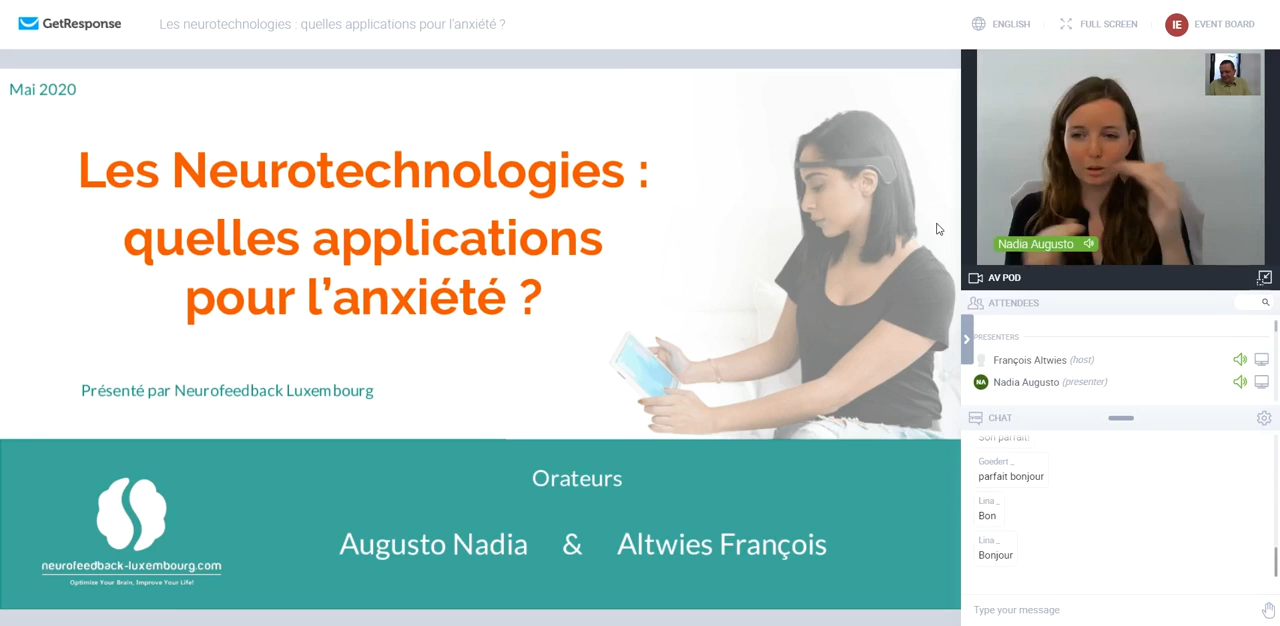 GetResponse
Les neurotechnologies : quelles applications pour l'anxiété ?
ENGLISH
FULL SCREEN
IE
EVENT BOARD
Mai 2020
Les Neurotechnologies :
quelles applications
pour l'anxiété ?
Présenté par Neurofeedback Luxembourg
Orateurs
Augusto Nadia & Altwies François
neurofeedback-luxembourg.com
Optimise Your Brain, Improve Your Life!
Nadia Augusto
AV POD
ATTENDEES
PRESENTERS
François Altwies (host)
NA
Nadia Augusto (presenter)
CHAT
Son parfait!
Goedert _
parfait bonjour
Lina _
Bon
Lina _
Bonjour
Type your message